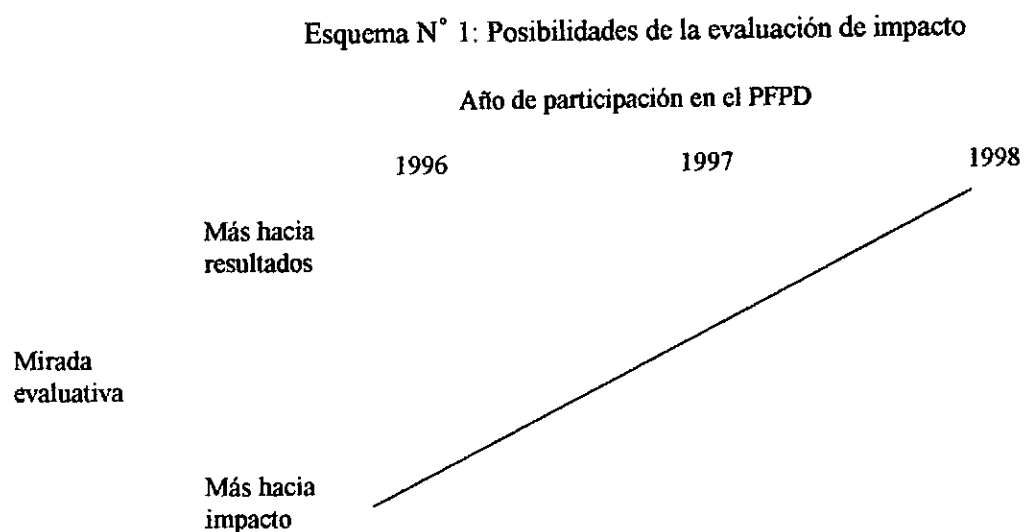 Esquema N° 1: Posibilidades de la evaluación de impacto
Año de participación en el PFPD
1996 1997 1998
Más hacia
resultados
Mirada
evaluativa
Más hacia
impacto